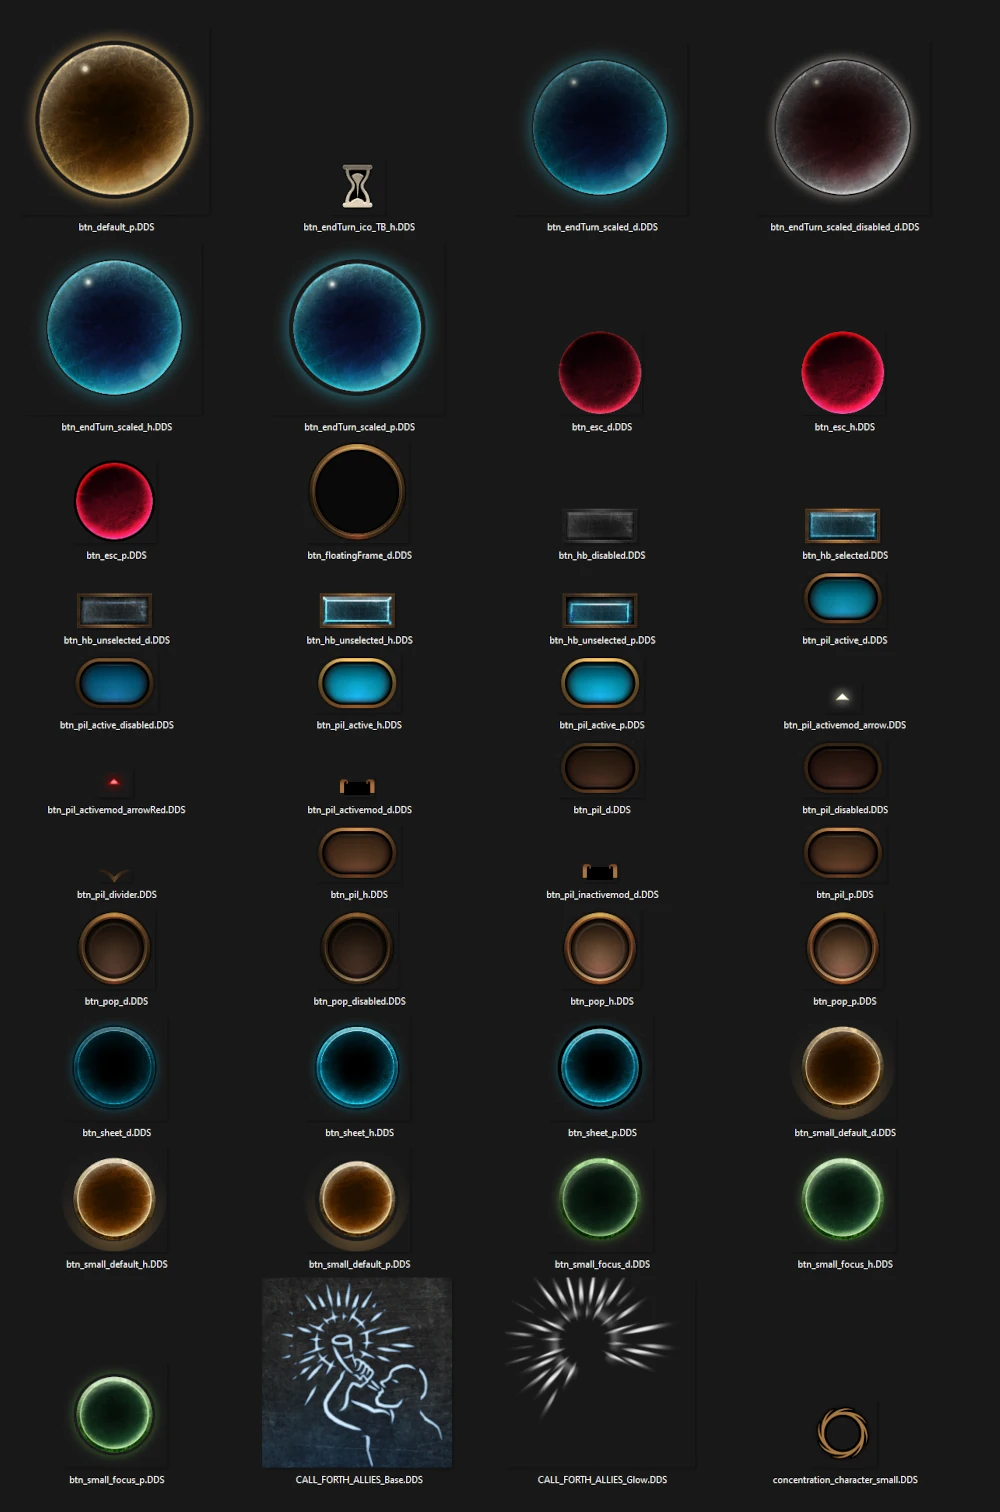 btn_default_p.DDS
btn_endTurn_ico_TB_h.DDS
btn_endTurn_scaled_d.DDS
btn_endTurn_scaled_disabled_d.DDS
btn_endTurn_scaled_h.DDS
btn_endTurn_scaled_p.DDS
btn_esc_d.DDS
btn_esc_h.DDS
btn_esc_p.DDS
btn_floatingFrame_d.DDS
btn_hb_disabled.DDS
btn_hb_selected.DDS
btn_hb_unselected_d.DDS
btn_hb_unselected_h.DDS
btn_hb_unselected_p.DDS
btn_pil_active_d.DDS
btn_pil_active_disabled.DDS
btn_pil_active_h.DDS
btn_pil_active_p.DDS
btn_pil_activemod_arrow.DDS
btn_pil_activemod_arrowRed.DDS
btn_pil_activemod_d.DDS
btn_pil_d.DDS
btn_pil_disabled.DDS
btn_pil_divider.DDS
btn_pil_h.DDS
btn_pil_inactivemod_d.DDS
btn_pil_p.DDS
btn_pop_d.DDS
btn_pop_disabled.DDS
btn_pop_h.DDS
btn_pop_p.DDS
btn_sheet_d.DDS
btn_sheet_h.DDS
btn_sheet_p.DDS
btn_small_default_d.DDS
btn_small_default_h.DDS
btn_small_default_p.DDS
btn_small_focus_d.DDS
btn_small_focus_h.DDS
btn_small_focus_p.DDS
CALL_FORTH_ALLIES_Base.DDS
CALL_FORTH_ALLIES_Glow.DDS
concentration_character_small.DDS